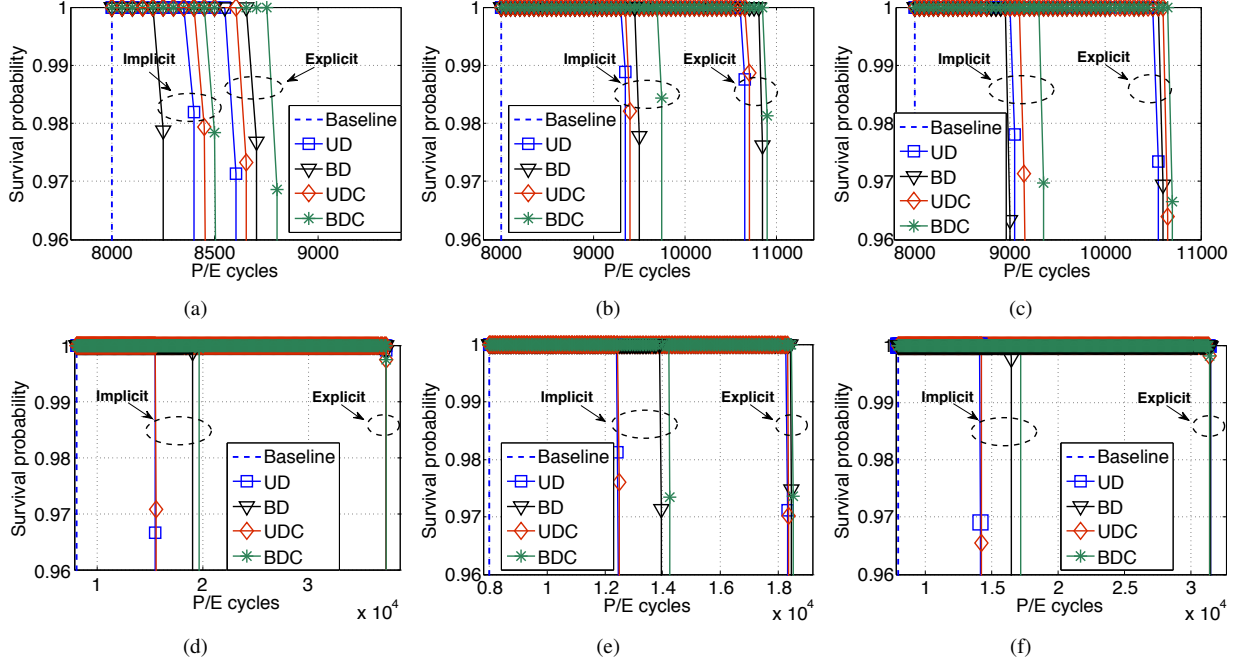 Survival probability
1
0.99
0.98
0.97
0.96
Implicit
Explicit
Baseline
UD
BD
UDC
BDC
8000 8500 9000
P/E cycles
(a)
Survival probability
1
0.99
0.98
0.97
0.96
Implicit
Explicit
Baseline
UD
BD
UDC
BDC
8000 9000 10000 11000
P/E cycles
(b)
Survival probability
1
0.99
0.98
0.97
0.96
Implicit
Explicit
Baseline
UD
BD
UDC
BDC
8000 9000 10000 11000
P/E cycles
(c)
Survival probability
1
0.99
0.98
0.97
0.96
Implicit
Explicit
Baseline
UD
BD
UDC
BDC
1 2 3
P/E cycles
x 10^4
(d)
Survival probability
1
0.99
0.98
0.97
0.96
Implicit
Explicit
Baseline
UD
BD
UDC
BDC
0.8 1 1.2 1.4 1.6 1.8
P/E cycles
x 10^4
(e)
Survival probability
1
0.99
0.98
0.97
0.96
Implicit
Explicit
Baseline
UD
BD
UDC
BDC
1 1.5 2 2.5 3
P/E cycles
x 10^4
(f)